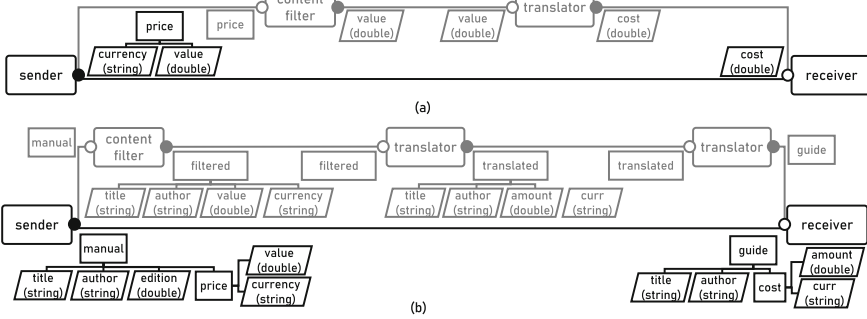 content
filter
translator
price
price
value
(double)
value
(double)
cost
(double)
currency
(string)
value
(double)
cost
(double)
sender
receiver
(a)
manual
content
filter
translator
translator
guide
filtered
filtered
translated
translated
title
(string)
author
(string)
value
(double)
currency
(string)
title
(string)
author
(string)
amount
(double)
curr
(string)
sender
receiver
manual
guide
value
(double)
amount
(double)
title
(string)
author
(string)
edition
(double)
price
currency
(string)
title
(string)
author
(string)
cost
curr
(string)
(b)